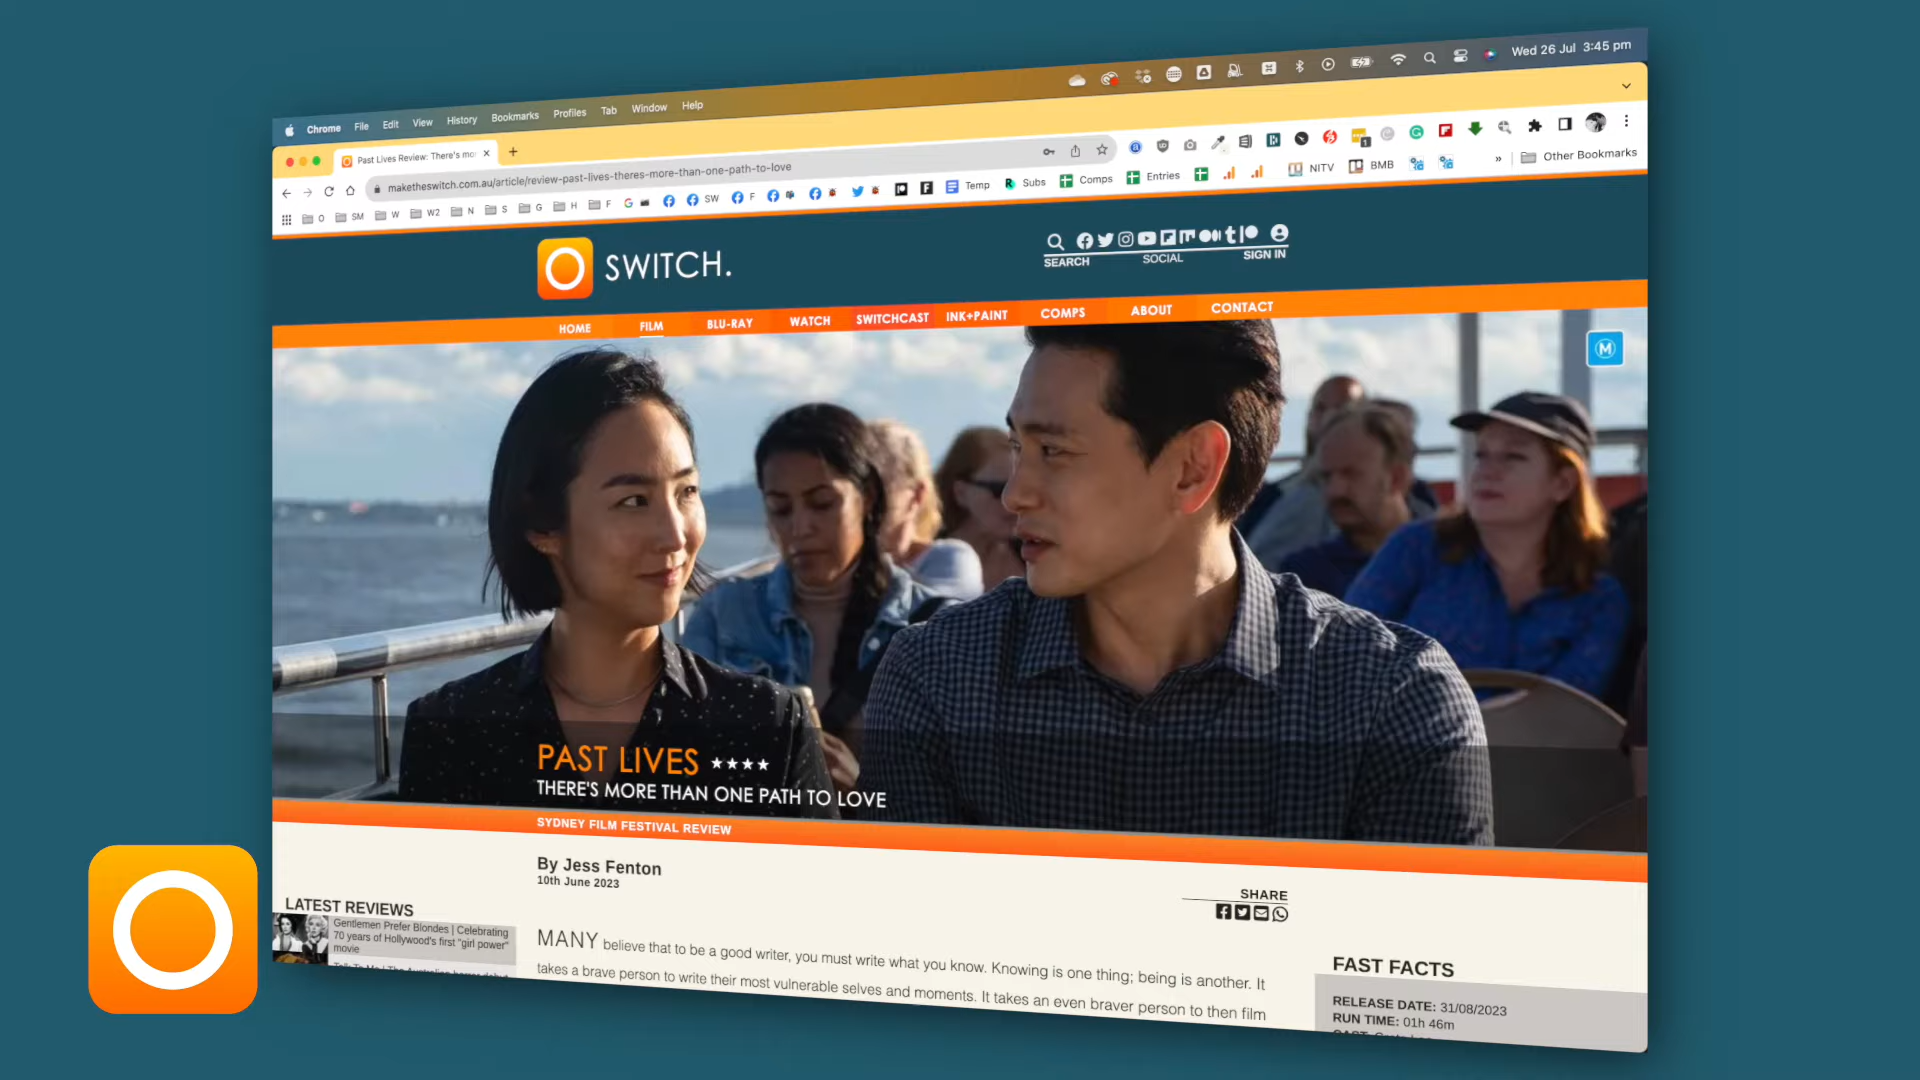 Chrome File Edit View History Bookmarks Profiles Tab Window Help
Wed 26 Jul 3:45 pm
Past Lives Review: There's mo
maketheswitch.com.au/article/review-past-lives-theres-more-than-one-path-to-love
O SM W W2 N S G H F SW F Temp Subs Comps Entries NITV BMB » Other Bookmarks
SWITCH.
SEARCH SOCIAL SIGN IN
HOME FILM BLU-RAY WATCH SWITCHCAST INK+PAINT COMPS ABOUT CONTACT
M
PAST LIVES ★★★★
THERE'S MORE THAN ONE PATH TO LOVE
SYDNEY FILM FESTIVAL REVIEW
By Jess Fenton
10th June 2023
SHARE
LATEST REVIEWS
Gentlemen Prefer Blondes | Celebrating
70 years of Hollywood's first "girl power"
movie
MANY believe that to be a good writer, you must write what you know. Knowing is one thing; being is another. It
takes a brave person to write their most vulnerable selves and moments. It takes an even braver person to then film
FAST FACTS
RELEASE DATE: 31/08/2023
RUN TIME: 01h 46m